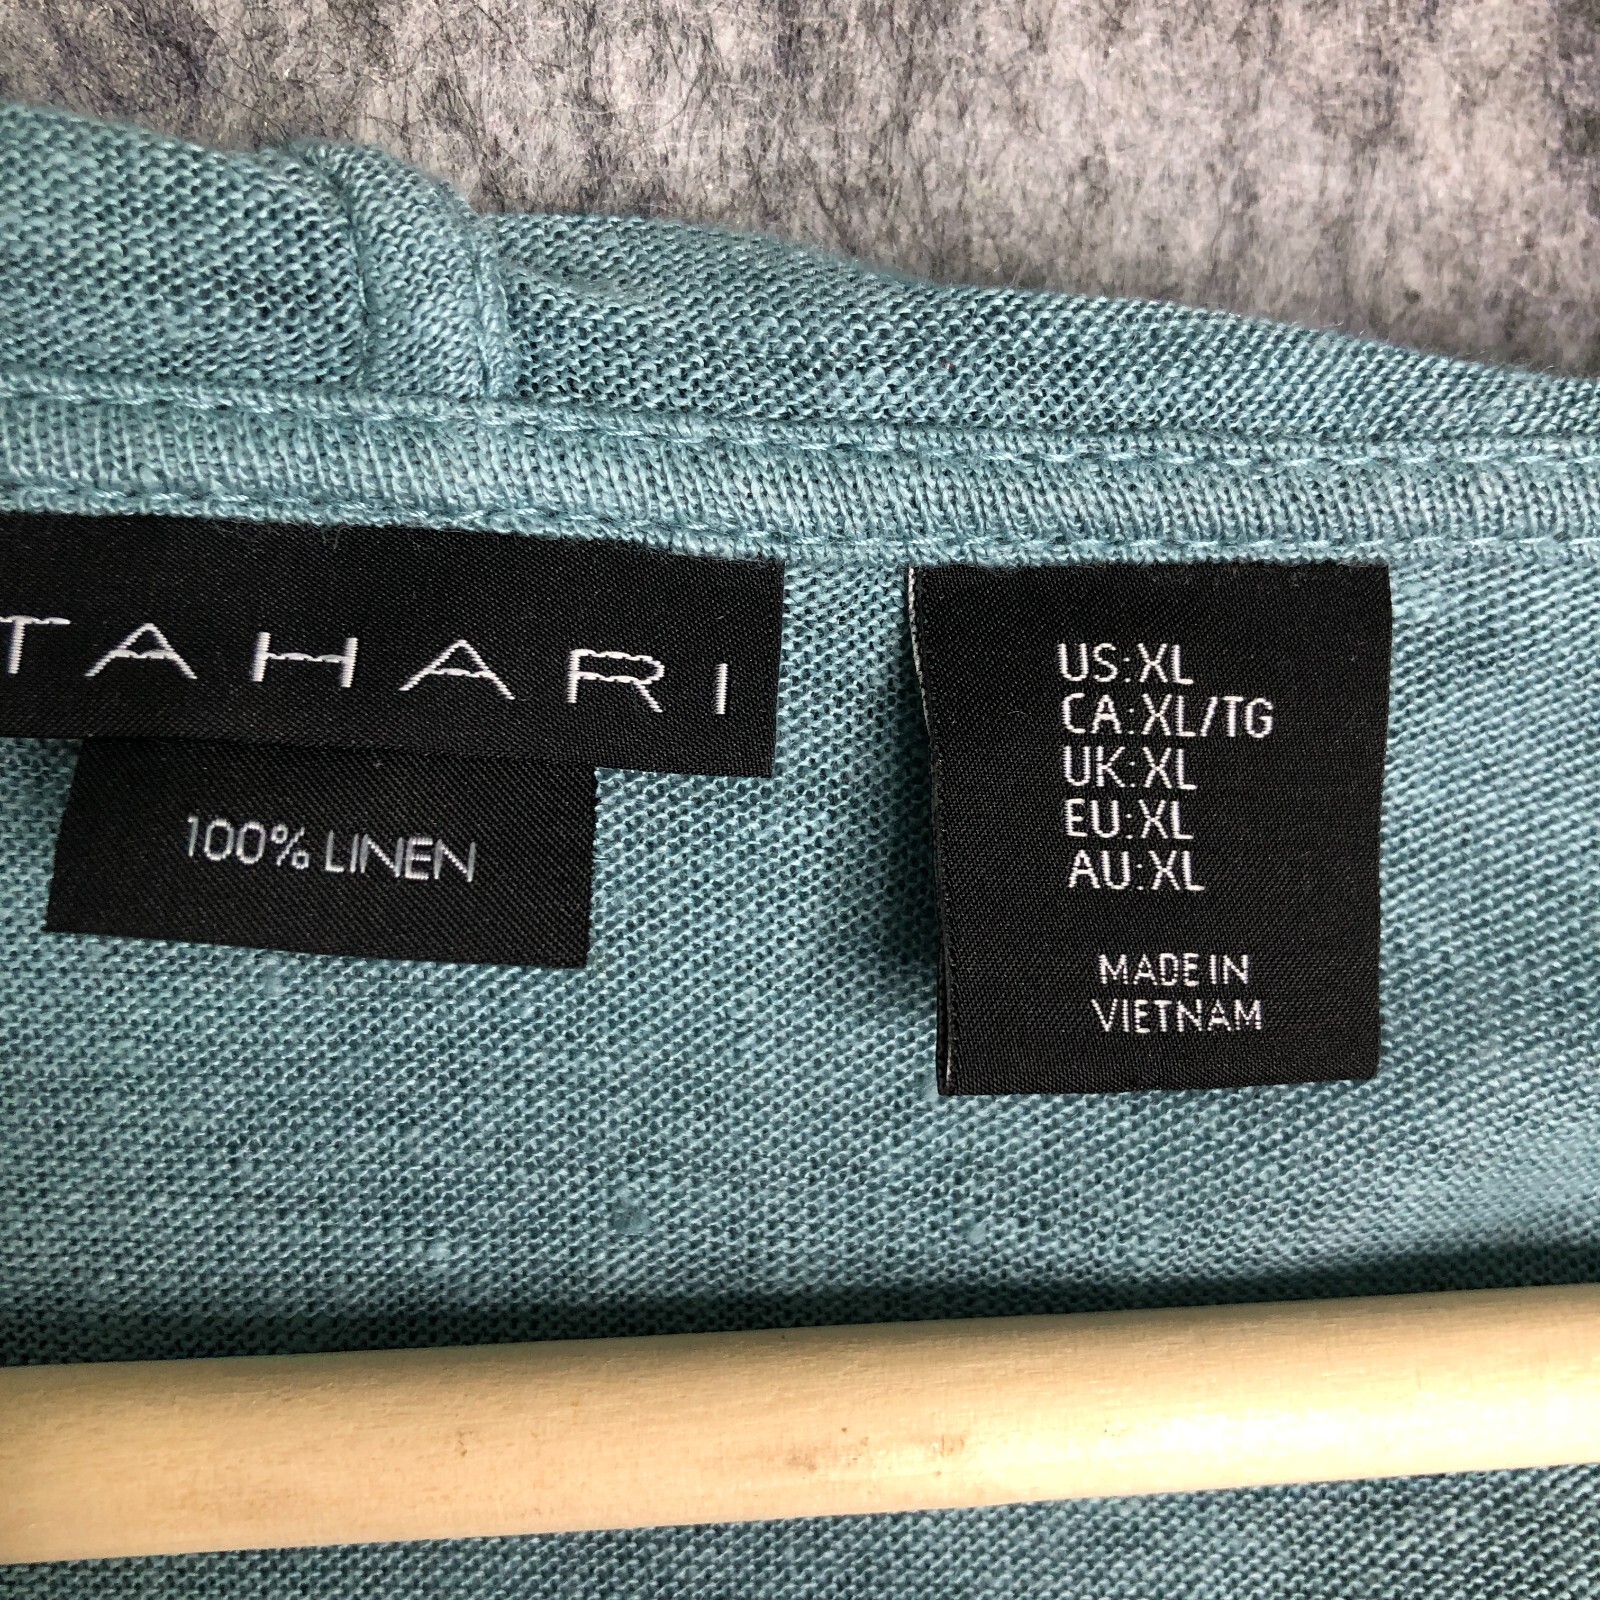 TAHARI
100% LINEN
US:XL
CA:XL/TG
UK:XL
EU:XL
AU:XL
MADE IN
VIETNAM